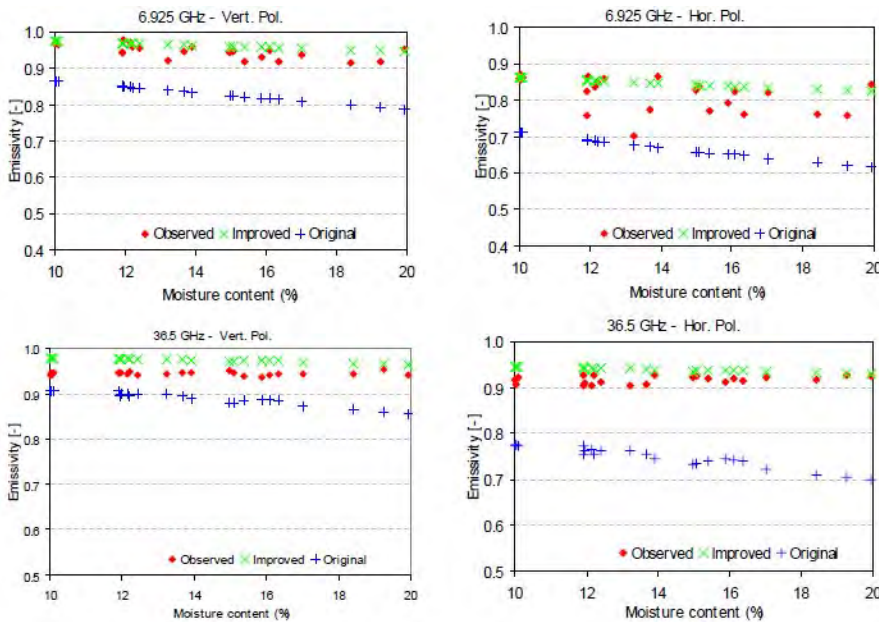 6.925 GHz - Vert. Pol.
1.0
0.9
0.8
0.7
0.6
0.5
0.4
Emissivity [-]
Observed Improved Original
10 12 14 16 18 20
Moisture content (%)
6.925 GHz - Hor. Pol.
1.0
0.9
0.8
0.7
0.6
0.5
0.4
Emissivity [-]
Observed Improved Original
10 12 14 16 18 20
Moisture content (%)
36.5 GHz - Vert. Pol.
1.0
0.9
0.8
0.7
0.6
0.5
Emissivity [-]
Observed Improved Original
10 12 14 16 18 20
Moisture content (%)
36.5 GHz - Hor. Pol.
1.0
0.9
0.8
0.7
0.6
0.5
Emissivity [-]
Observed Improved Original
10 12 14 16 18 20
Moisture content (%)